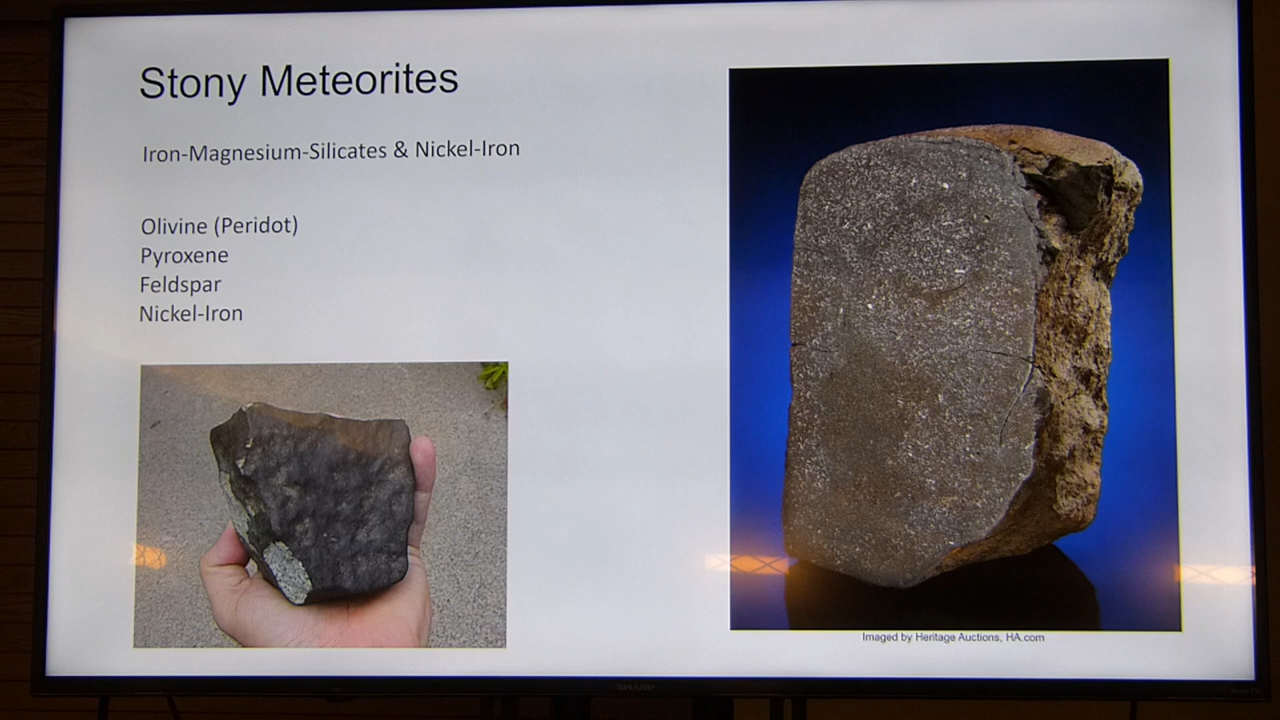 Stony Meteorites
Iron-Magnesium-Silicates & Nickel-Iron
Olivine (Peridot)
Pyroxene
Feldspar
Nickel-Iron
Imaged by Heritage Auctions, HA.com
SHARP